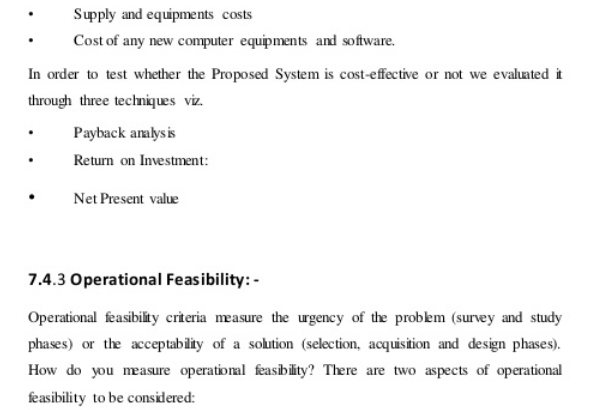 • Supply and equipments costs
• Cost of any new computer equipments and software.
In order to test whether the Proposed System is cost-effective or not we evaluated it
through three techniques viz.
• Payback analysis
• Return on Investment:
• Net Present value
7.4.3 Operational Feasibility: -
Operational feasibility criteria measure the urgency of the problem (survey and study
phases) or the acceptability of a solution (selection, acquisition and design phases).
How do you measure operational feasibility? There are two aspects of operational
feasibility to be considered: